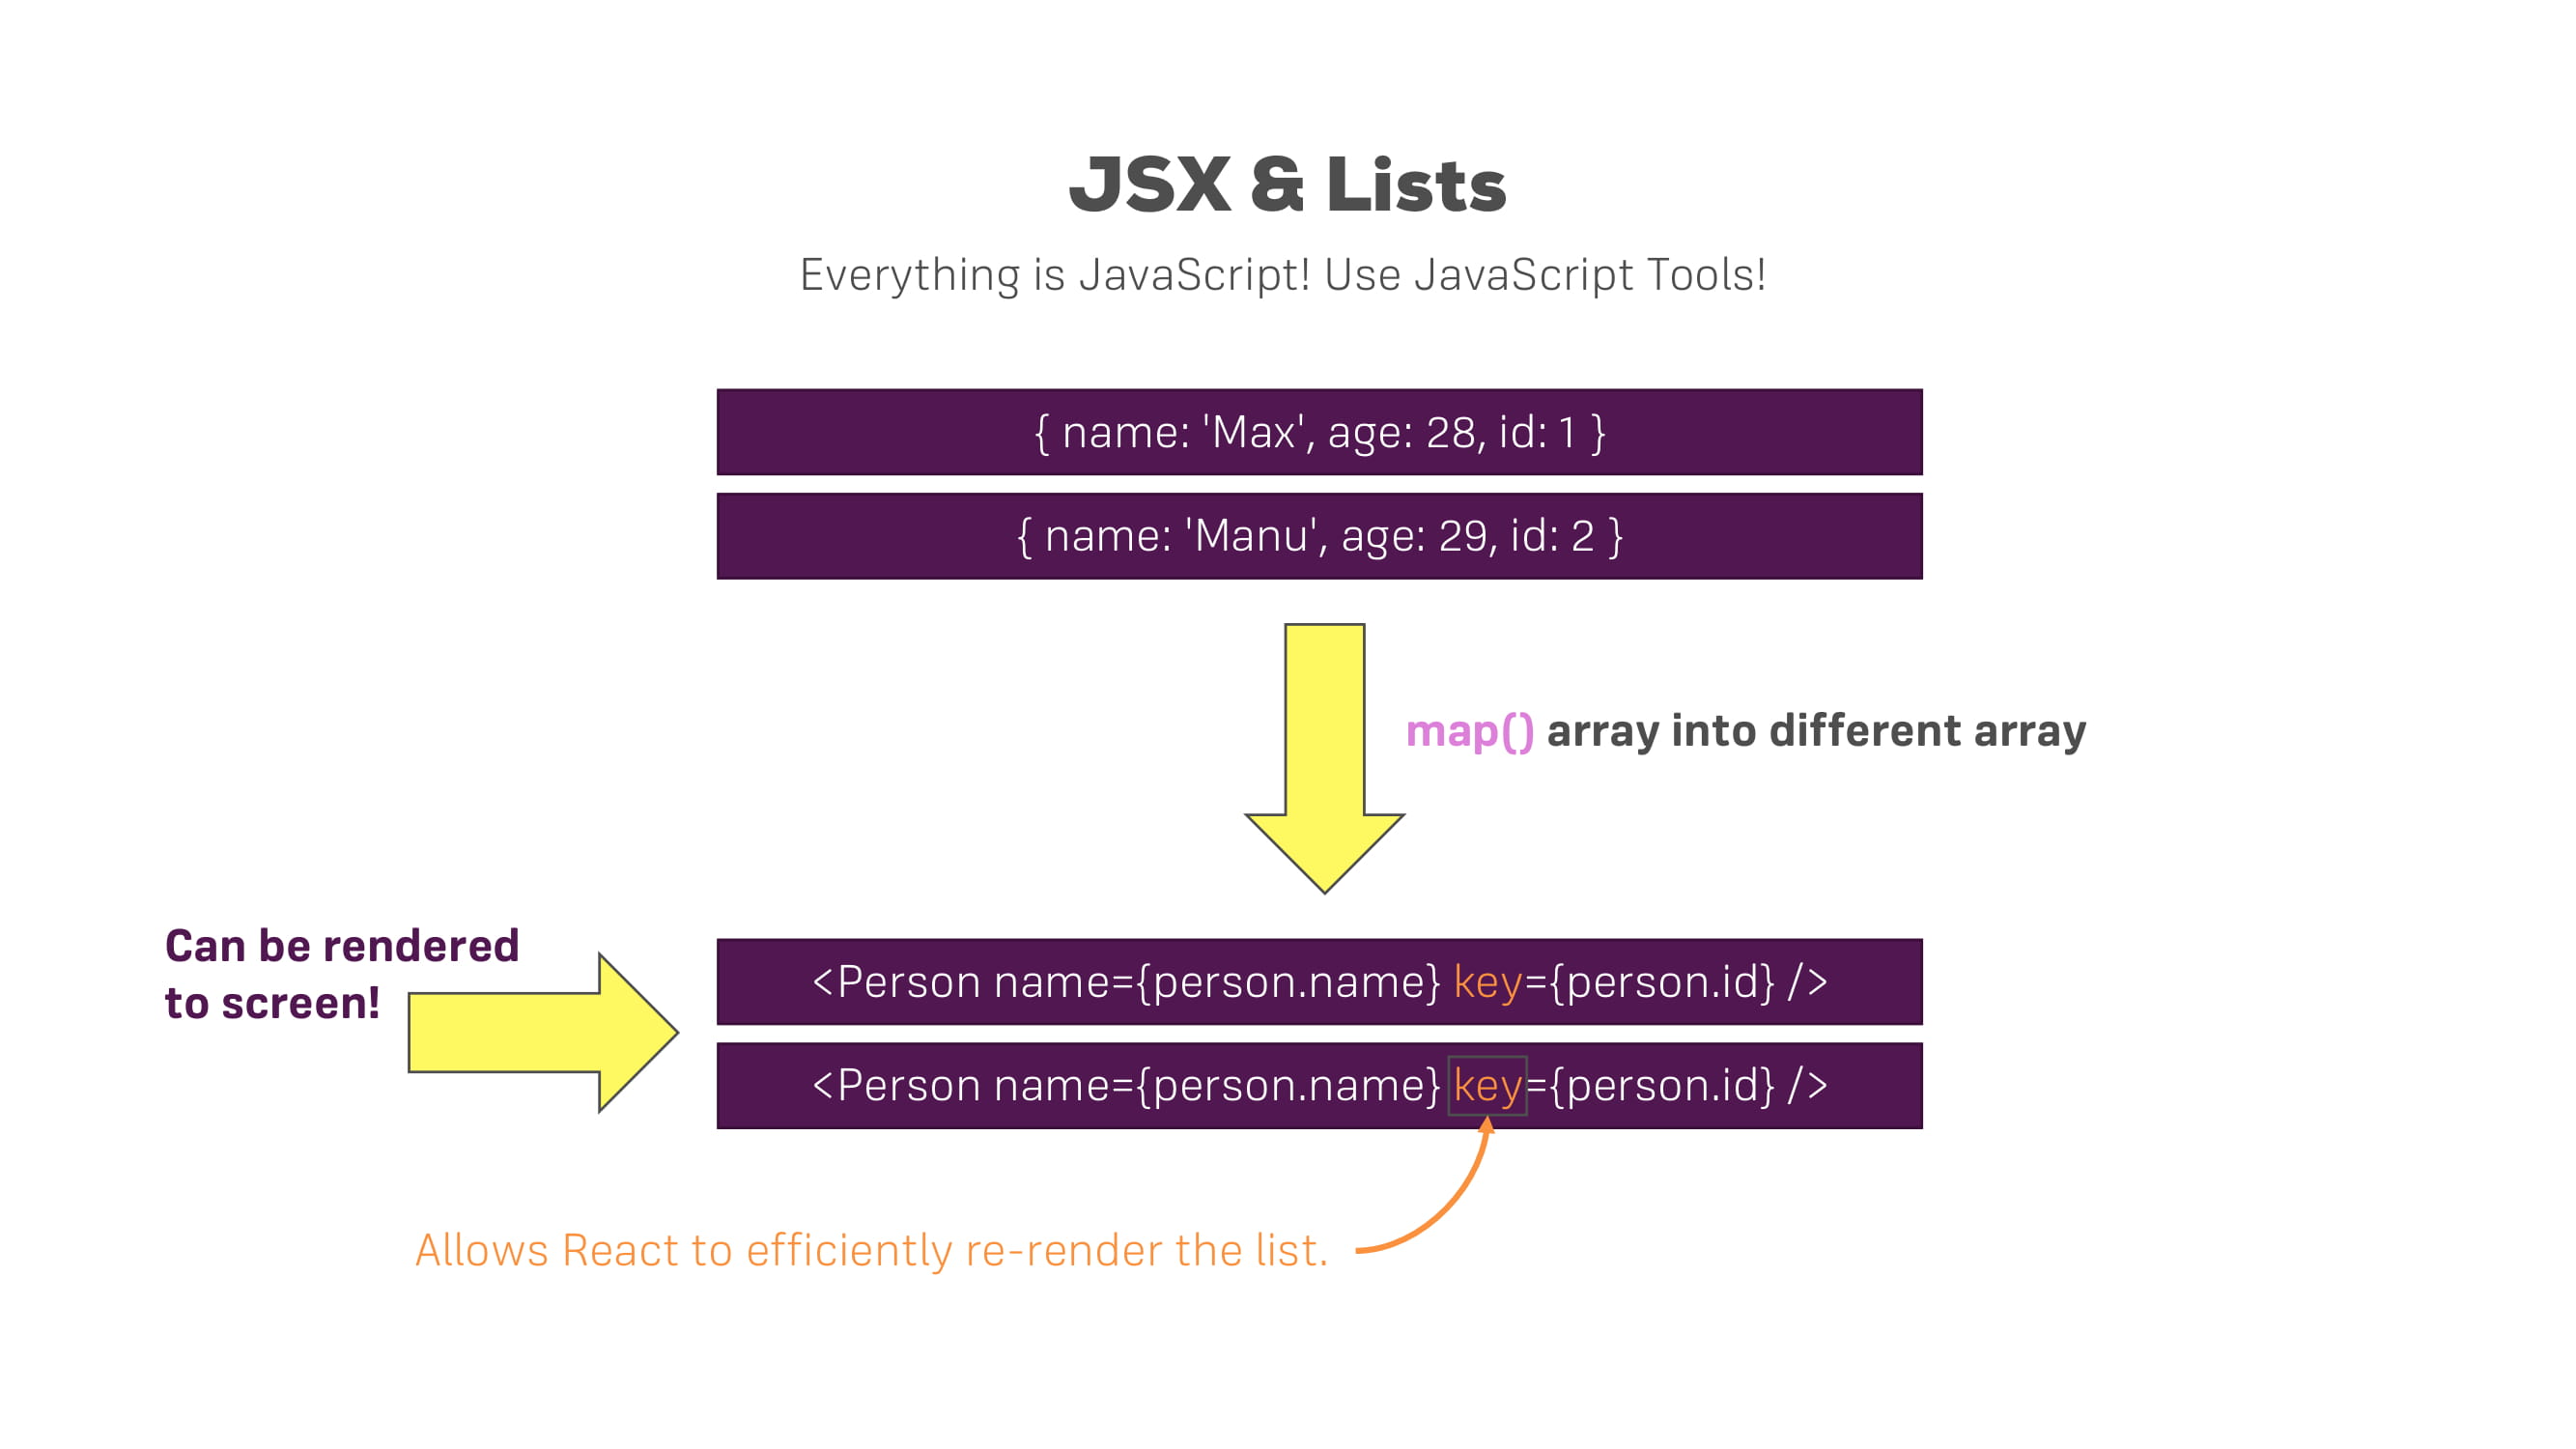 JSX & Lists
Everything is JavaScript! Use JavaScript Tools!
{ name: 'Max', age: 28, id: 1 }
{ name: 'Manu', age: 29, id: 2 }
map() array into different array
Can be rendered
to screen!
<Person name={person.name} key={person.id} />
<Person name={person.name} key={person.id} />
Allows React to efficiently re-render the list.